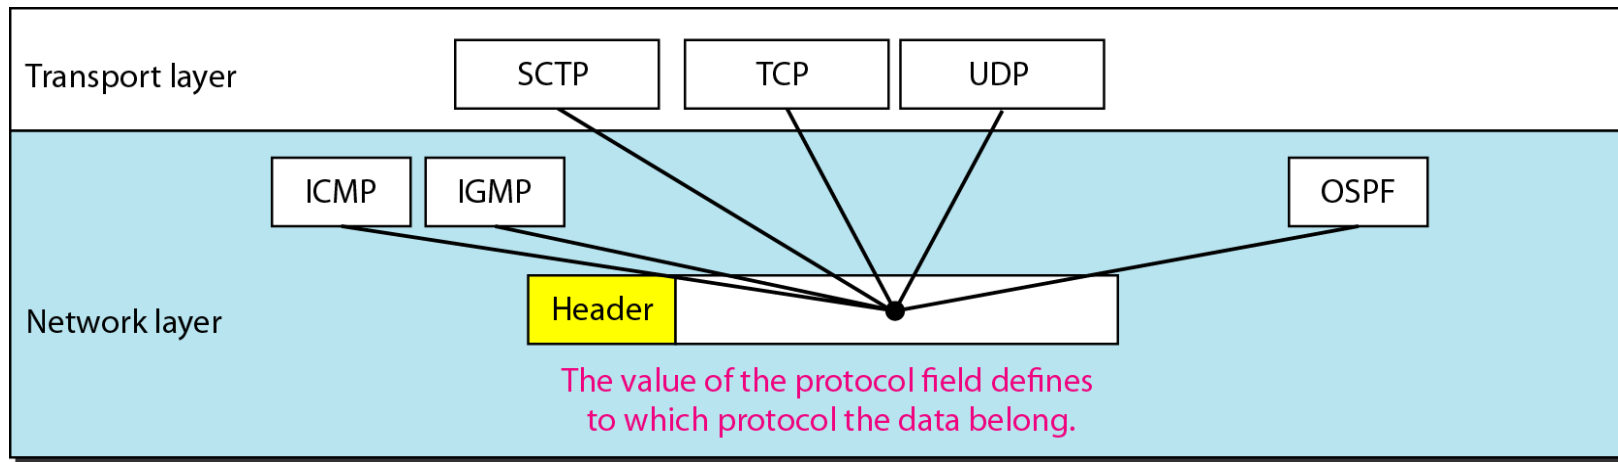 Transport layer
SCTP
TCP
UDP
ICMP
IGMP
OSPF
Network layer
Header
The value of the protocol field defines
to which protocol the data belong.